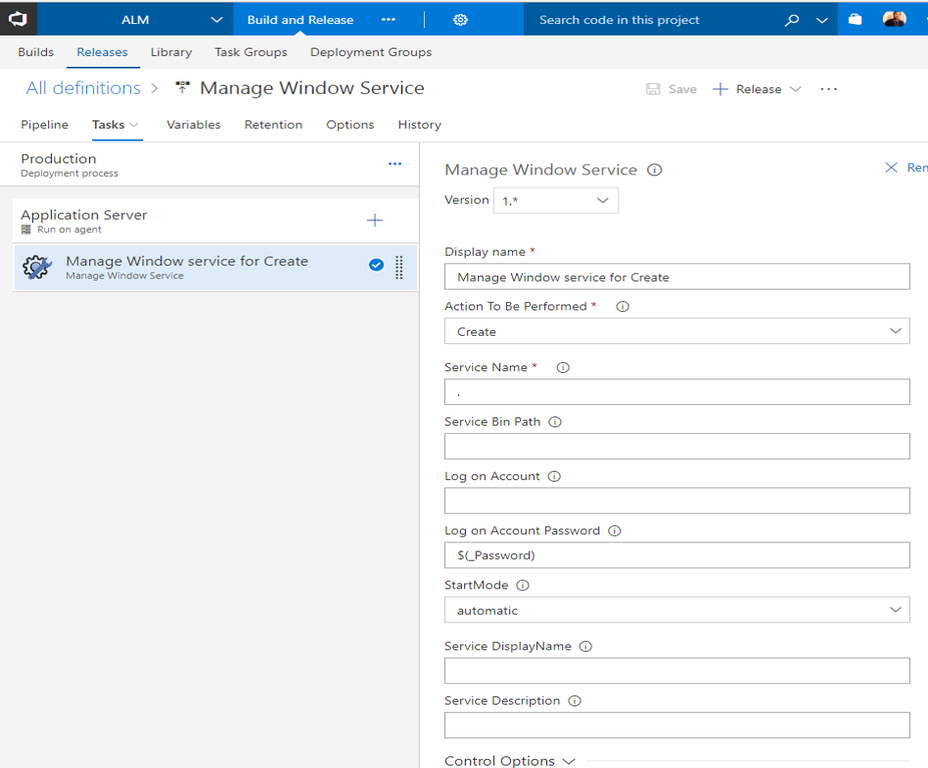 ALM Build and Release ... Search code in this project
Builds Releases Library Task Groups Deployment Groups
All definitions > Manage Window Service Save + Release ...
Pipeline Tasks Variables Retention Options History
Production ...
Deployment process
Application Server +
Run on agent
Manage Window service for Create
Manage Window Service
Manage Window Service Ren
Version 1.*
Display name *
Manage Window service for Create
Action To Be Performed *
Create
Service Name *
.
Service Bin Path
Log on Account
Log on Account Password
$(_Password)
StartMode
automatic
Service DisplayName
Service Description
Control Options